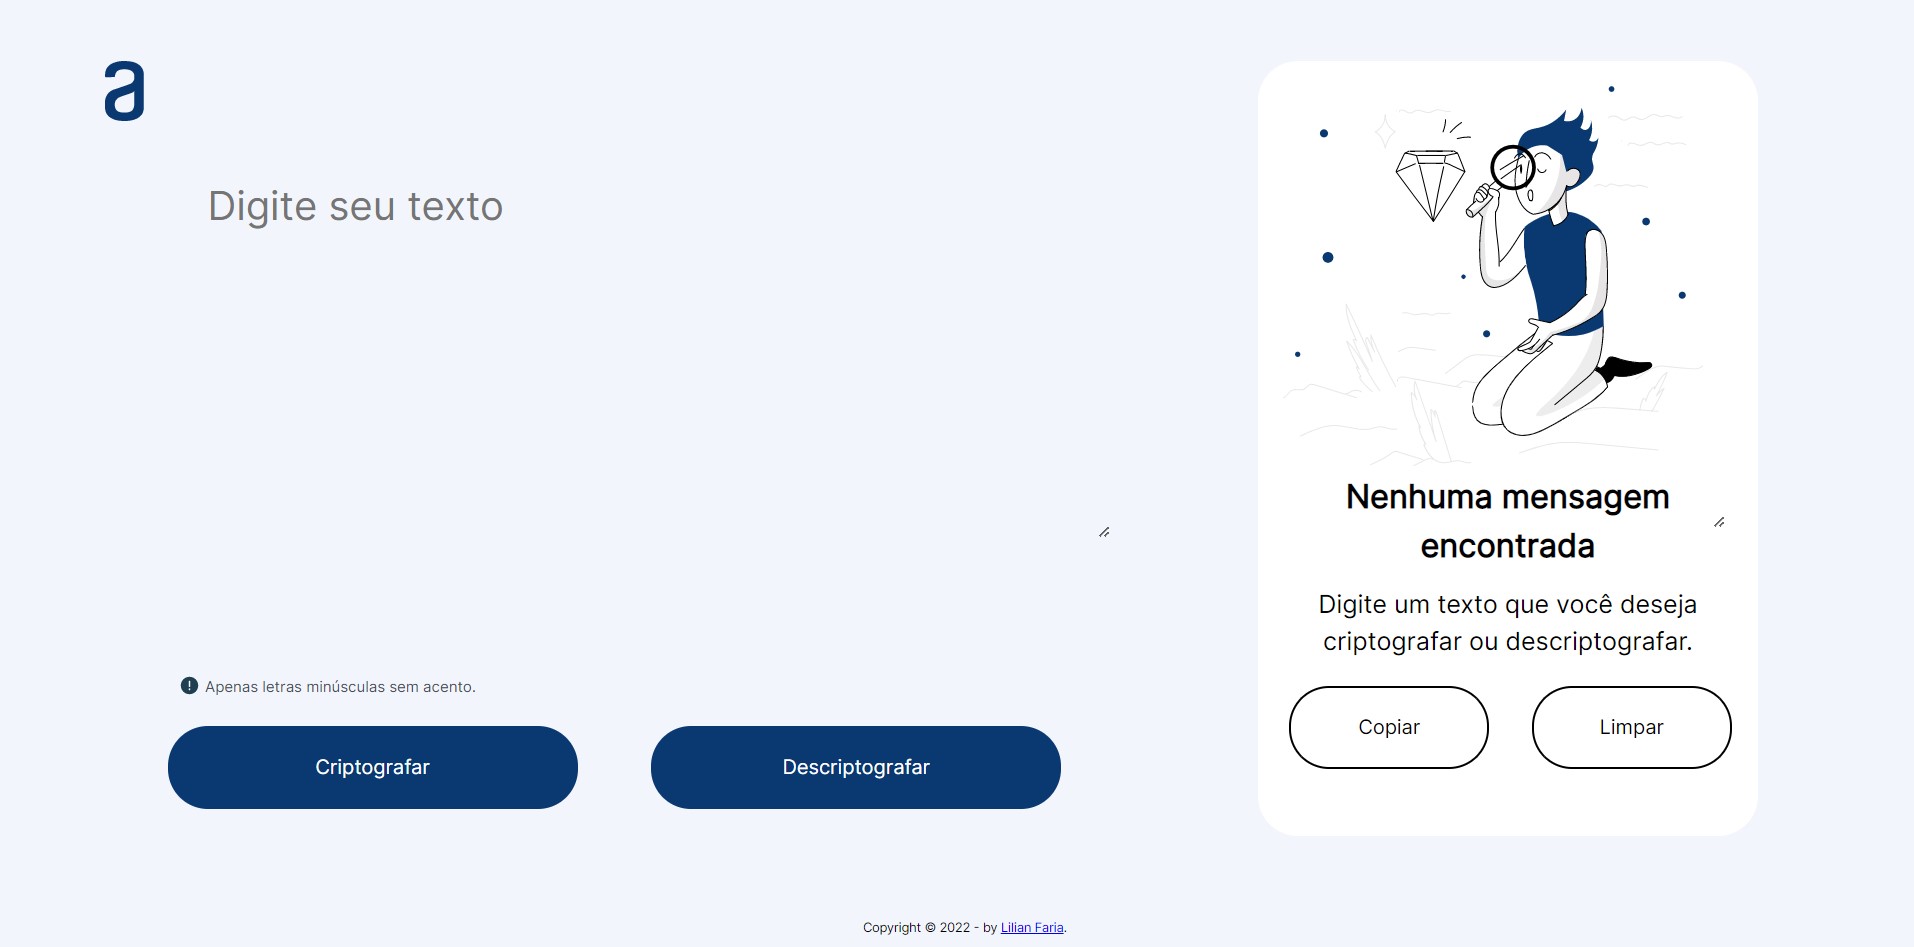 a
Digite seu texto
Nenhuma mensagem
encontrada
Digite um texto que você deseja
criptografar ou descriptografar.
! Apenas letras minúsculas sem acento.
Criptografar
Descriptografar
Copiar
Limpar
Copyright © 2022 - by Lilian Faria.